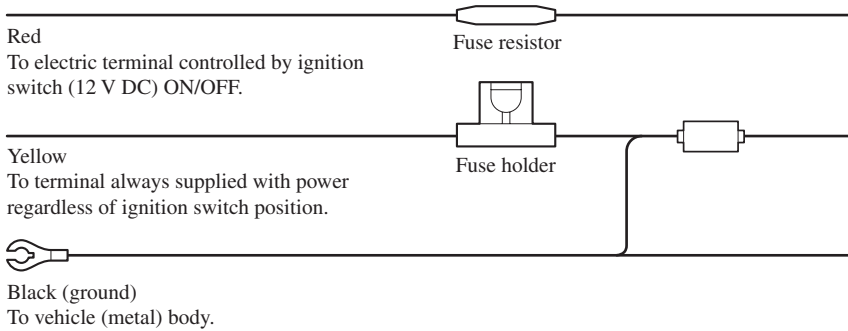 Red
To electric terminal controlled by ignition
switch (12 V DC) ON/OFF.
Fuse resistor
Yellow
To terminal always supplied with power
regardless of ignition switch position.
Fuse holder
Black (ground)
To vehicle (metal) body.